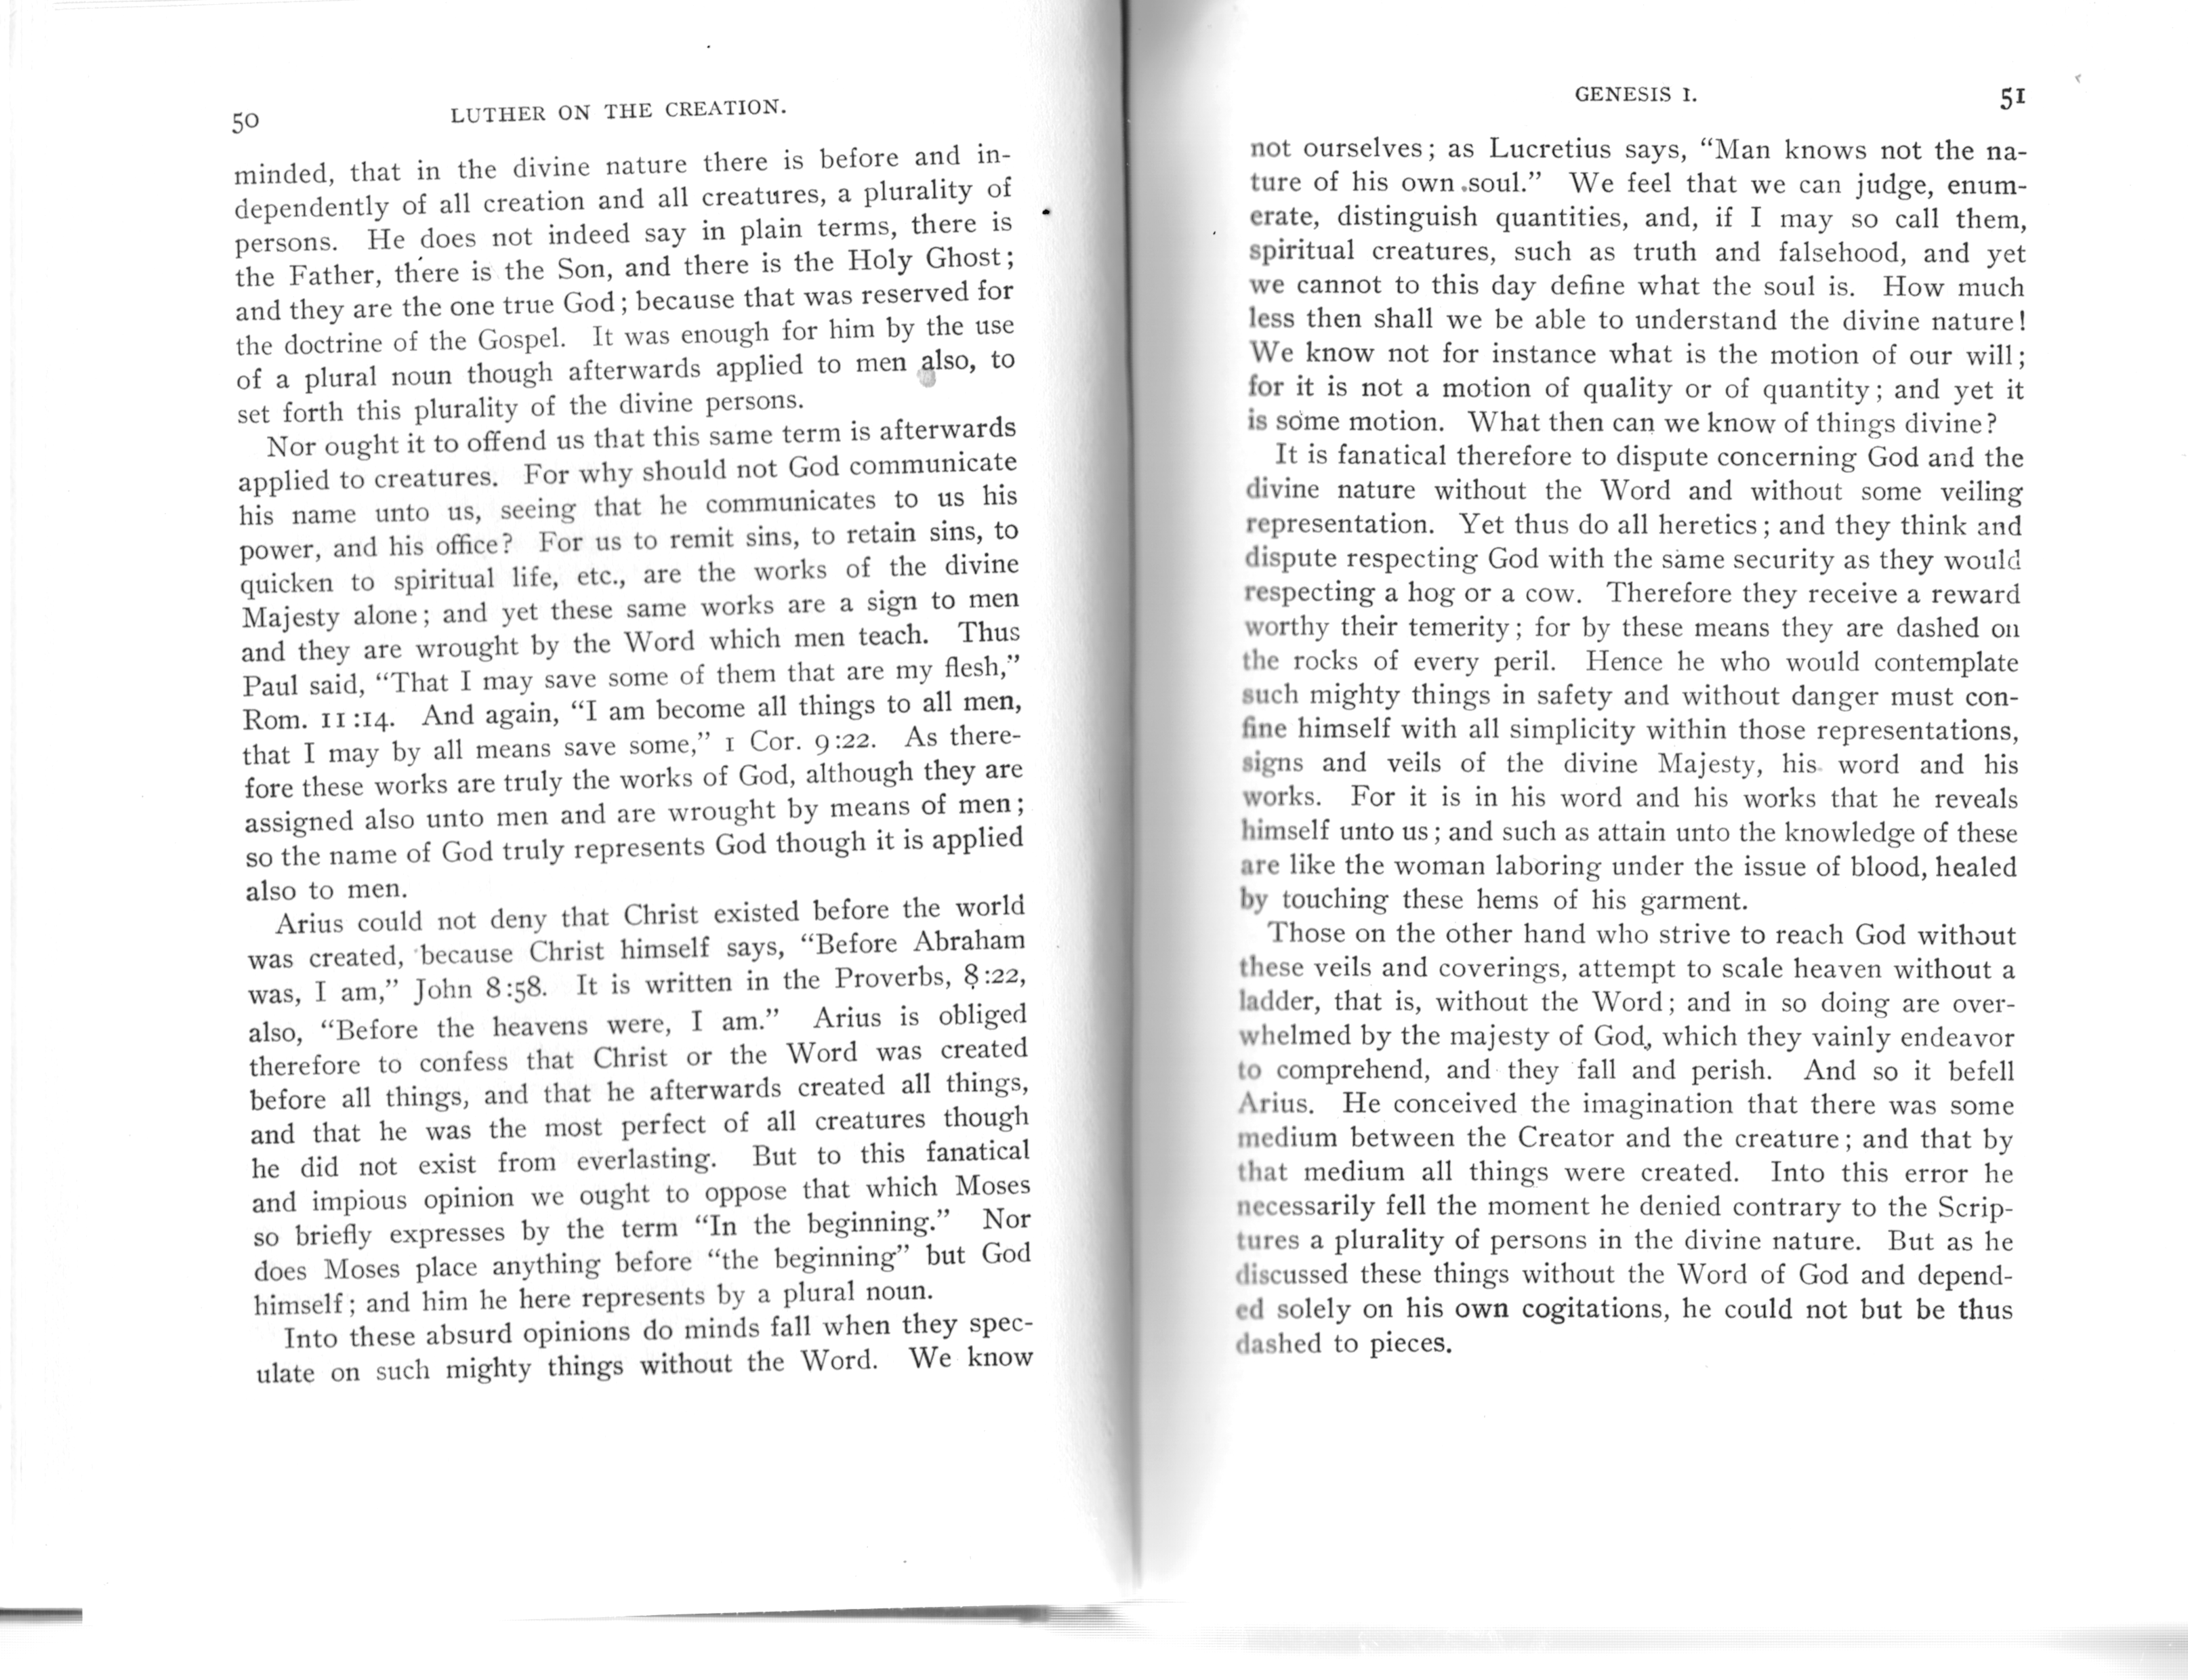 50 LUTHER ON THE CREATION.
minded, that in the divine nature there is before and in-
dependently of all creation and all creatures, a plurality of
persons. He does not indeed say in plain terms, there is
the Father, there is the Son, and there is the Holy Ghost;
and they are the one true God; because that was reserved for
the doctrine of the Gospel. It was enough for him by the use
of a plural noun though afterwards applied to men also, to
set forth this plurality of the divine persons.
Nor ought it to offend us that this same term is afterwards
applied to creatures. For why should not God communicate
his name unto us, seeing that he communicates to us his
power, and his office? For us to remit sins, to retain sins, to
quicken to spiritual life, etc., are the works of the divine
Majesty alone; and yet these same works are a sign to men
and they are wrought by the Word which men teach. Thus
Paul said, “That I may save some of them that are my flesh,”
Rom. 11:14. And again, “I am become all things to all men,
that I may by all means save some,” 1 Cor. 9:22. As there-
fore these works are truly the works of God, although they are
assigned also unto men and are wrought by means of men;
so the name of God truly represents God though it is applied
also to men.
Arius could not deny that Christ existed before the world
was created, because Christ himself says, “Before Abraham
was, I am,” John 8:58. It is written in the Proverbs, 8:22,
also, “Before the heavens were, I am.” Arius is obliged
therefore to confess that Christ or the Word was created
before all things, and that he afterwards created all things,
and that he was the most perfect of all creatures though
he did not exist from everlasting. But to this fanatical
and impious opinion we ought to oppose that which Moses
so briefly expresses by the term “In the beginning.” Nor
does Moses place anything before “the beginning” but God
himself; and him he here represents by a plural noun.
Into these absurd opinions do minds fall when they spec-
ulate on such mighty things without the Word. We know
GENESIS I. 51
not ourselves; as Lucretius says, “Man knows not the na-
ture of his own soul.” We feel that we can judge, enum-
erate, distinguish quantities, and, if I may so call them,
spiritual creatures, such as truth and falsehood, and yet
we cannot to this day define what the soul is. How much
less then shall we be able to understand the divine nature!
We know not for instance what is the motion of our will;
for it is not a motion of quality or of quantity; and yet it
is some motion. What then can we know of things divine?
It is fanatical therefore to dispute concerning God and the
divine nature without the Word and without some veiling
representation. Yet thus do all heretics; and they think and
dispute respecting God with the same security as they would
respecting a hog or a cow. Therefore they receive a reward
worthy their temerity; for by these means they are dashed on
the rocks of every peril. Hence he who would contemplate
such mighty things in safety and without danger must con-
fine himself with all simplicity within those representations,
signs and veils of the divine Majesty, his word and his
works. For it is in his word and his works that he reveals
himself unto us; and such as attain unto the knowledge of these
are like the woman laboring under the issue of blood, healed
by touching these hems of his garment.
Those on the other hand who strive to reach God without
these veils and coverings, attempt to scale heaven without a
ladder, that is, without the Word; and in so doing are over-
whelmed by the majesty of God, which they vainly endeavor
to comprehend, and they fall and perish. And so it befell
Arius. He conceived the imagination that there was some
medium between the Creator and the creature; and that by
that medium all things were created. Into this error he
necessarily fell the moment he denied contrary to the Scrip-
tures a plurality of persons in the divine nature. But as he
discussed these things without the Word of God and depend-
ed solely on his own cogitations, he could not but be thus
dashed to pieces.